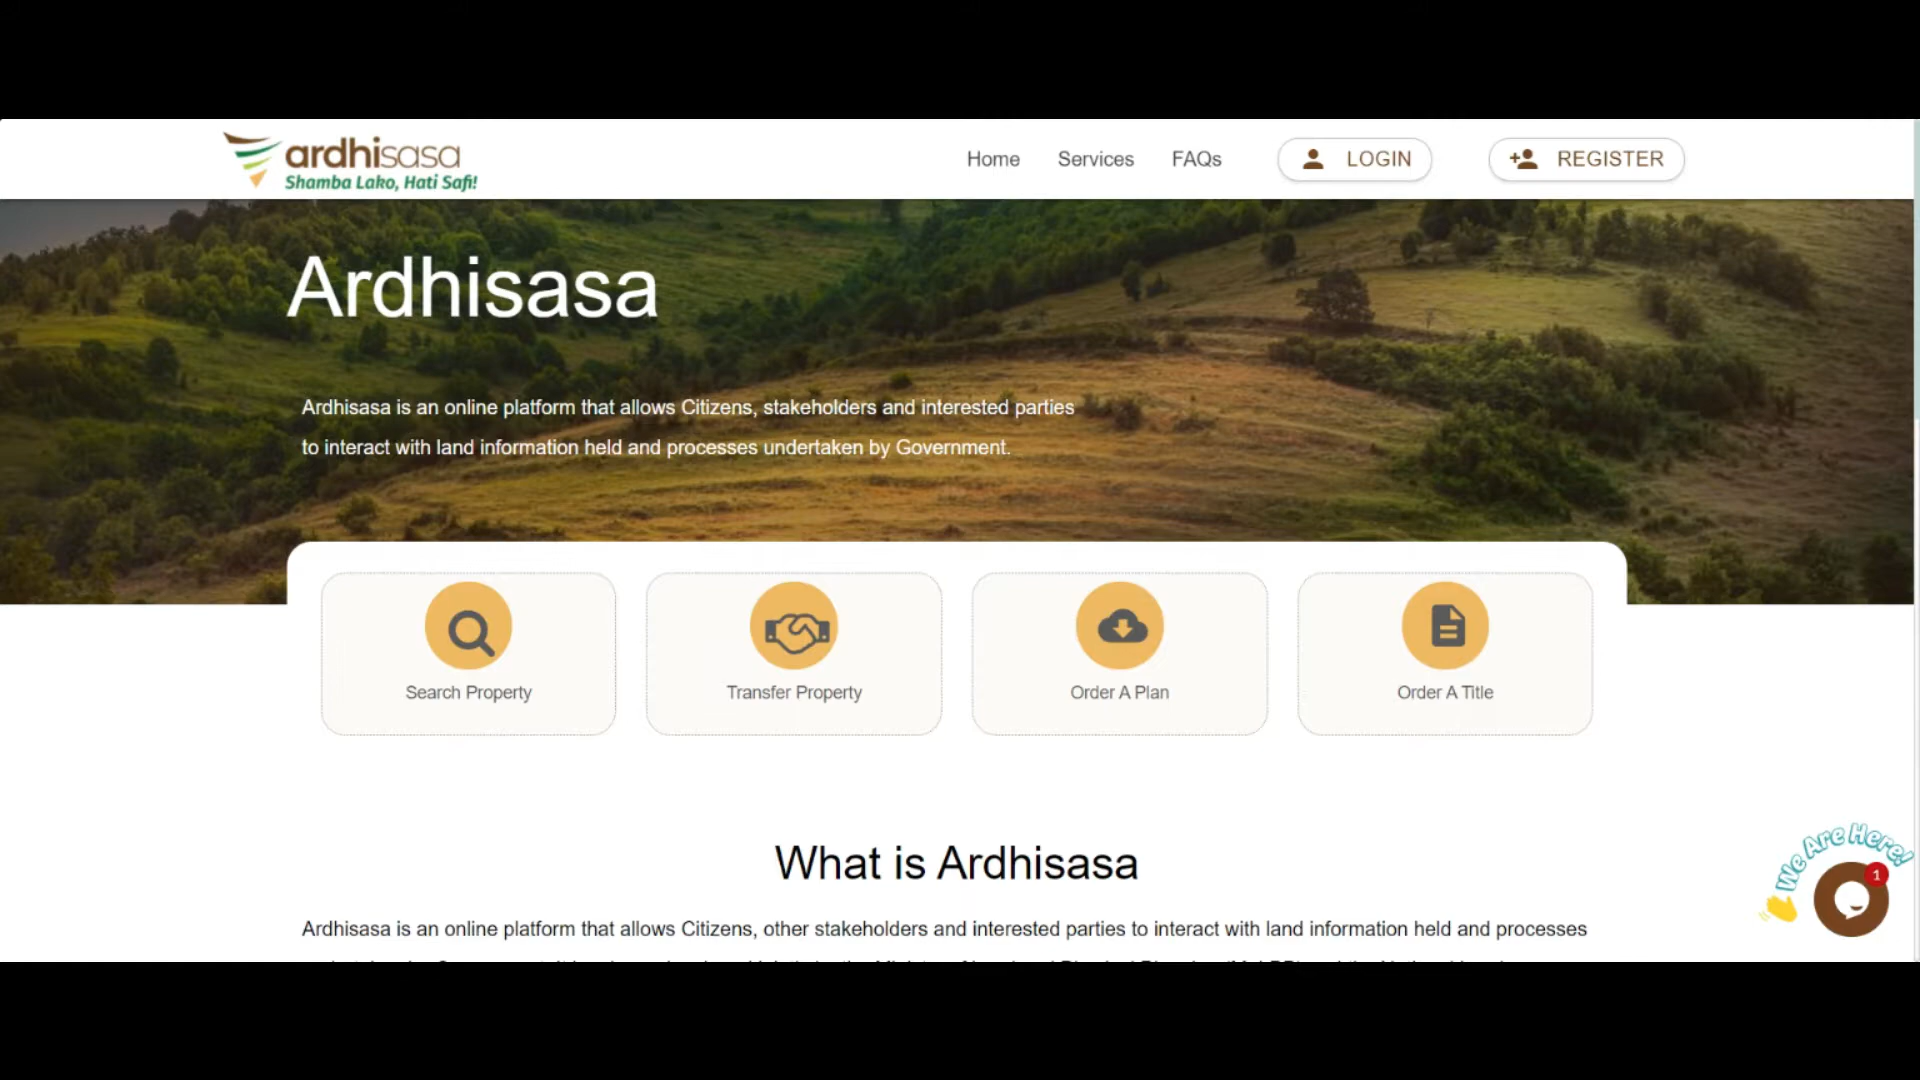 ardhisasa
Shamba Lako, Hati Safi!
Home
Services
FAQs
LOGIN
REGISTER
Ardhisasa
Ardhisasa is an online platform that allows Citizens, stakeholders and interested parties
to interact with land information held and processes undertaken by Government.
Search Property
Transfer Property
Order A Plan
Order A Title
What is Ardhisasa
We Are Here!
1
Ardhisasa is an online platform that allows Citizens, other stakeholders and interested parties to interact with land information held and processes